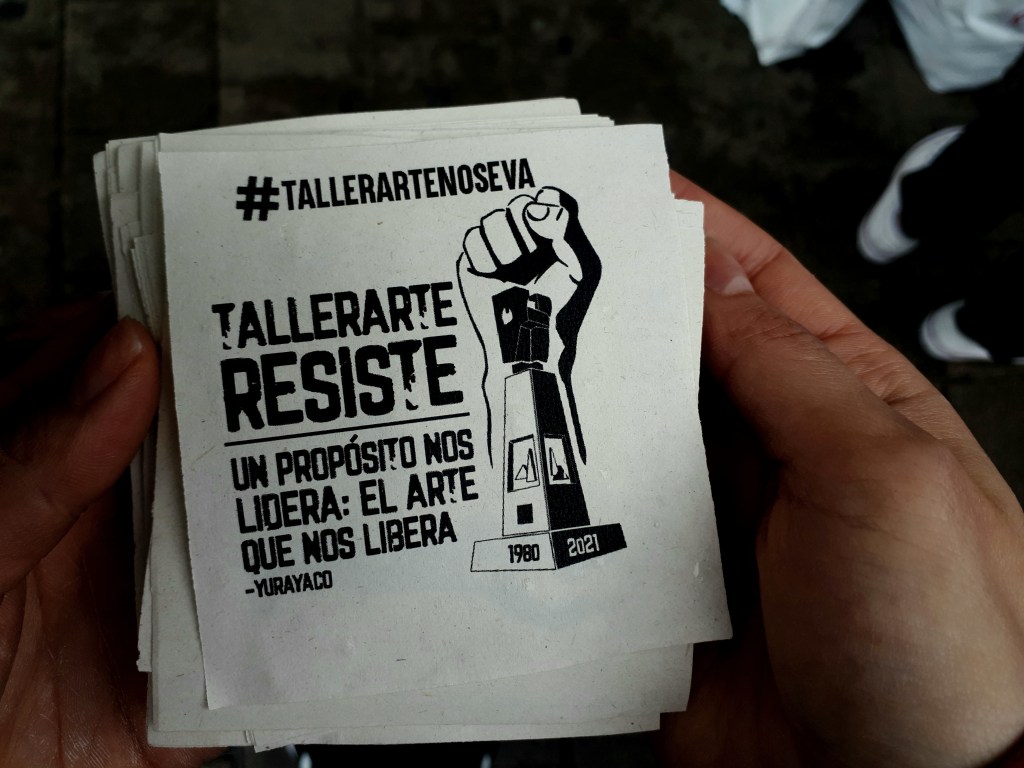 #TALLERARTENOSEVA
TALLERARTE
RESISTE
UN PROPÓSITO NOS
LIDERA: EL ARTE
QUE NOS LIBERA
-YURAYACO
1980 2021